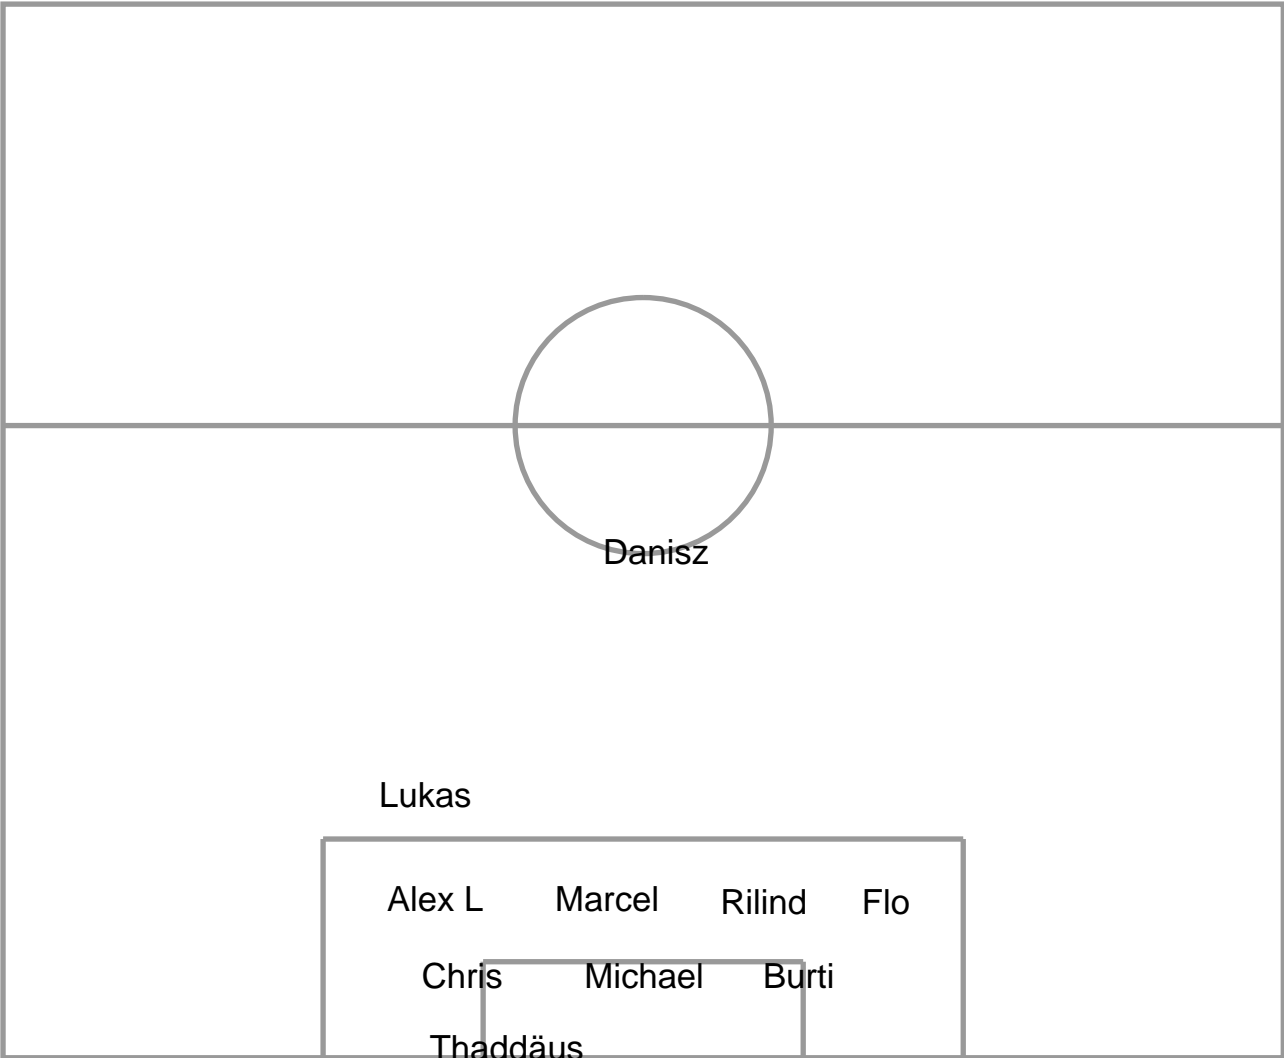 Danisz
Lukas
Alex L Marcel Rilind Flo
Chris Michael Burti
Thaddäus